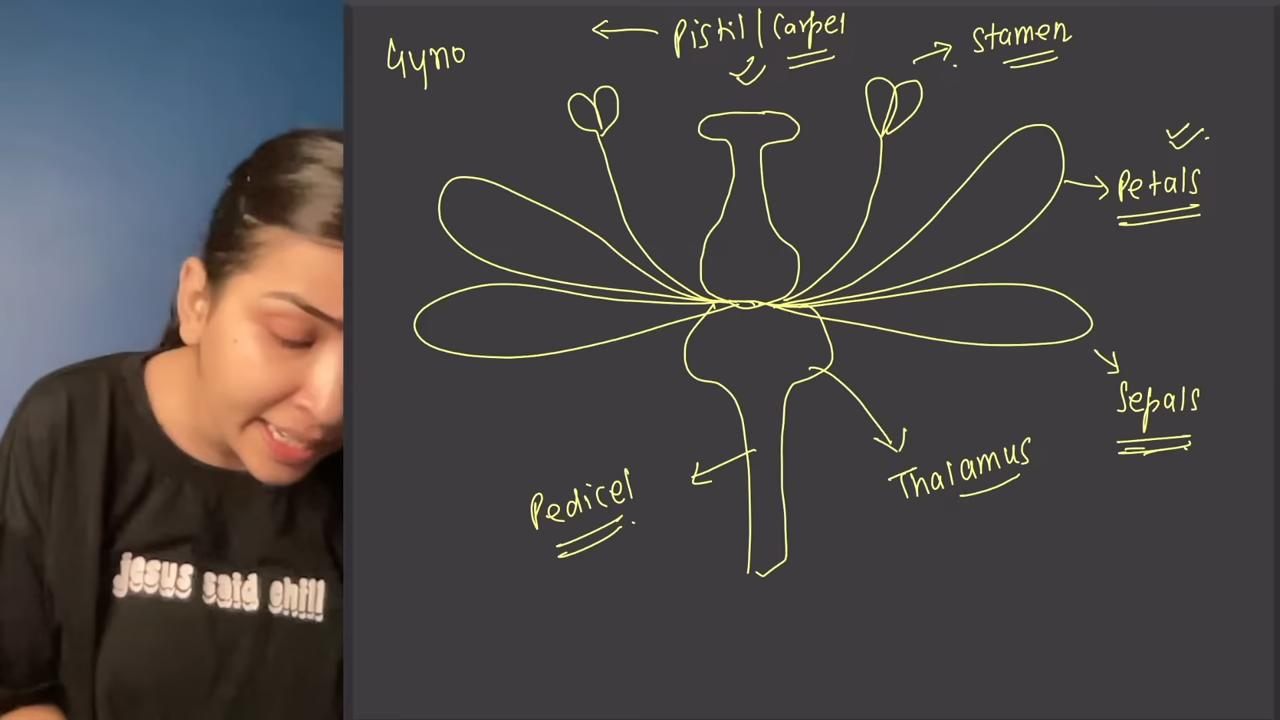 Gyno
Pistil/Carpel
Stamen
Petals
Sepals
Thalamus
Pedicel
jesus said chill